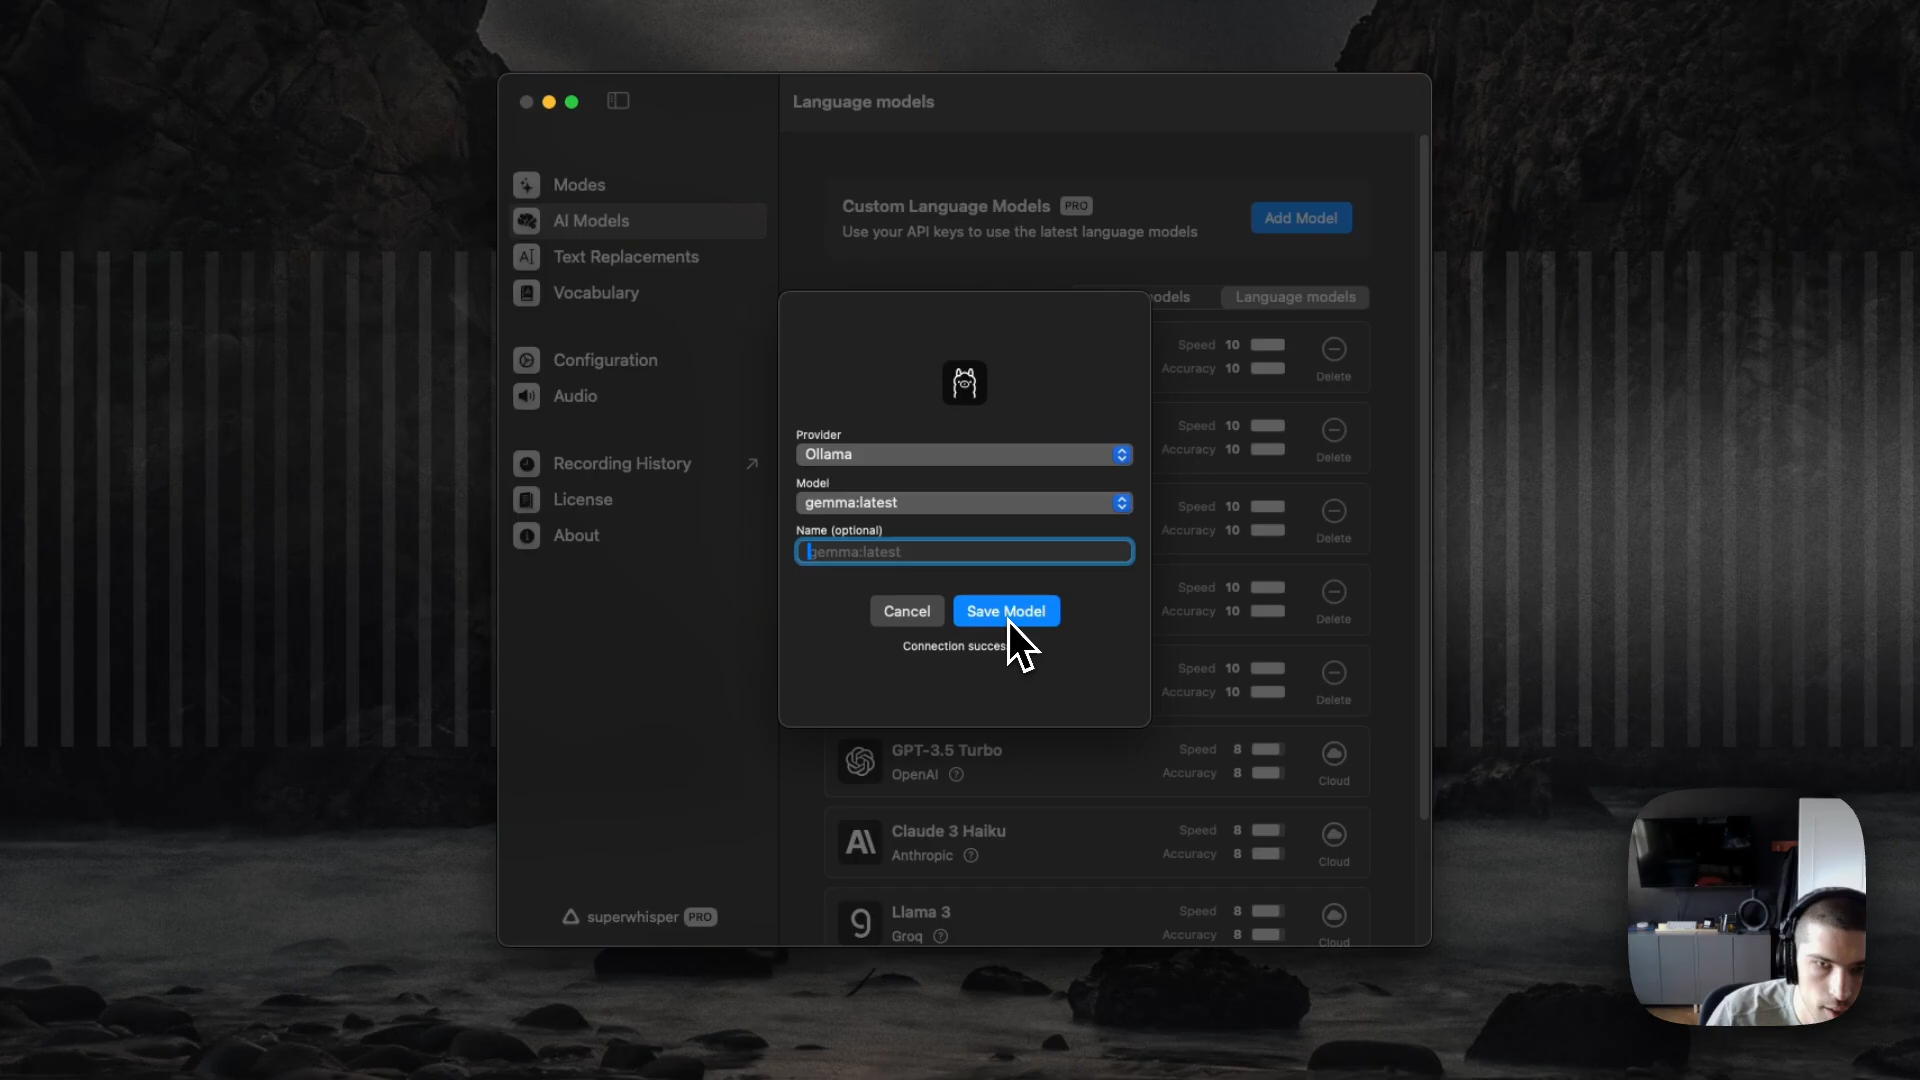 Language models
Modes
AI Models
Text Replacements
Vocabulary
Configuration
Audio
Recording History
License
About
superwhisper PRO
Custom Language Models PRO
Use your API keys to use the latest language models
Add Model
Language models
Provider
Ollama
Model
gemma:latest
Name (optional)
gemma:latest
Cancel
Save Model
Connection
Speed 10
Accuracy 10
Delete
Speed 10
Accuracy 10
Delete
Speed 10
Accuracy 10
Delete
Speed 10
Accuracy 10
Delete
Speed 10
Accuracy 10
Delete
GPT-3.5 Turbo
OpenAI
Speed 8
Accuracy 8
Cloud
Claude 3 Haiku
Anthropic
Speed 8
Accuracy 8
Cloud
Llama 3
Groq
Speed 8
Accuracy 8
Cloud